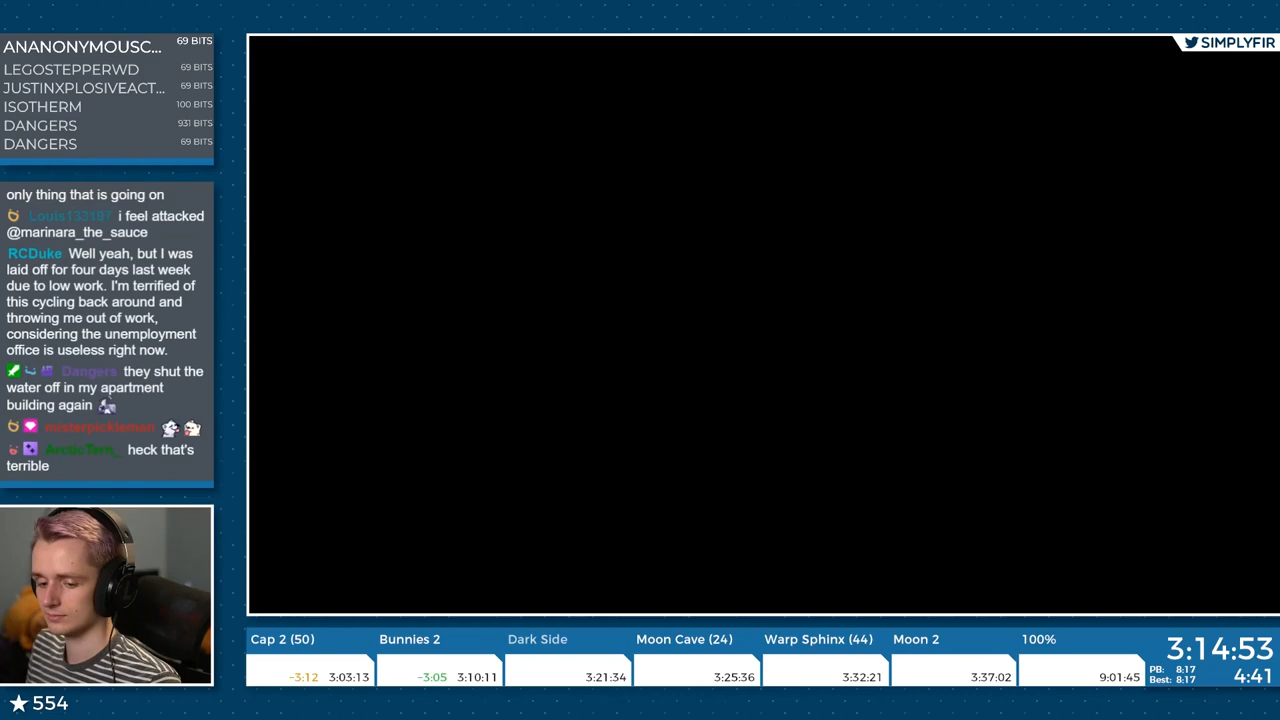 ANANONYMOUSC... 69 BITS
LEGOSTEPPERWD 69 BITS
JUSTINXPLOSIVEACT... 69 BITS
ISOTHERM 100 BITS
DANGERS 931 BITS
DANGERS 69 BITS
SIMPLYFIR
only thing that is going on
Louis133197 i feel attacked
@marinara_the_sauce
RCDuke Well yeah, but I was
laid off for four days last week
due to low work. I'm terrified of
this cycling back around and
throwing me out of work,
considering the unemployment
office is useless right now.
Dangers they shut the
water off in my apartment
building again
misterpickleman
ArcticTern_ heck that's
terrible
Cap 2 (50) Bunnies 2 Dark Side Moon Cave (24) Warp Sphinx (44) Moon 2 100%
-3:12 3:03:13 -3:05 3:10:11 3:21:34 3:25:36 3:32:21 3:37:02 9:01:45
3:14:53
PB: 8:17
Best: 8:17
4:41
★ 554